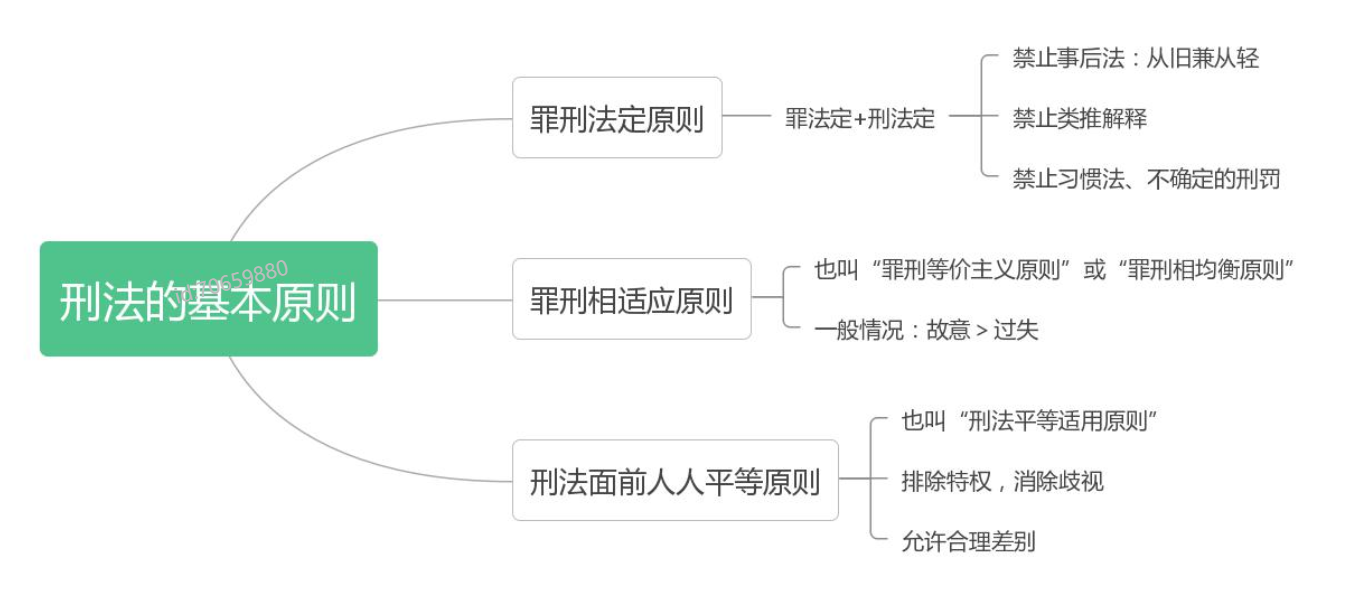 刑法的基本原则
id:70659880
罪刑法定原则
罪法定+刑法定
禁止事后法：从旧兼从轻
禁止类推解释
禁止习惯法、不确定的刑罚
罪刑相适应原则
也叫“罪刑等价主义原则”或“罪刑相均衡原则”
一般情况：故意＞过失
刑法面前人人平等原则
也叫“刑法平等适用原则”
排除特权，消除歧视
允许合理差别